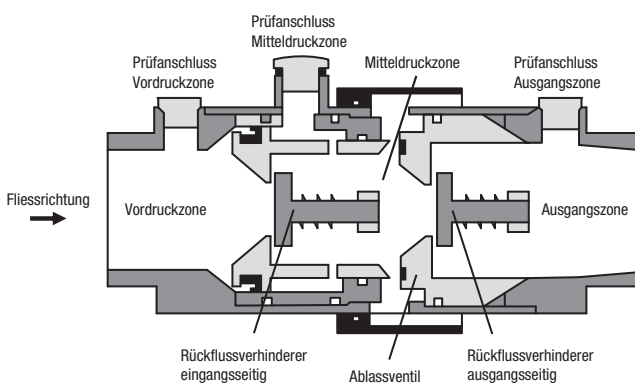 Prüfanschluss
Mitteldruckzone
Prüfanschluss
Vordruckzone
Mitteldruckzone
Prüfanschluss
Ausgangszone
Fliessrichtung
Vordruckzone
Ausgangszone
Rückflussverhinderer
eingangsseitig
Ablassventil
Rückflussverhinderer
ausgangsseitig